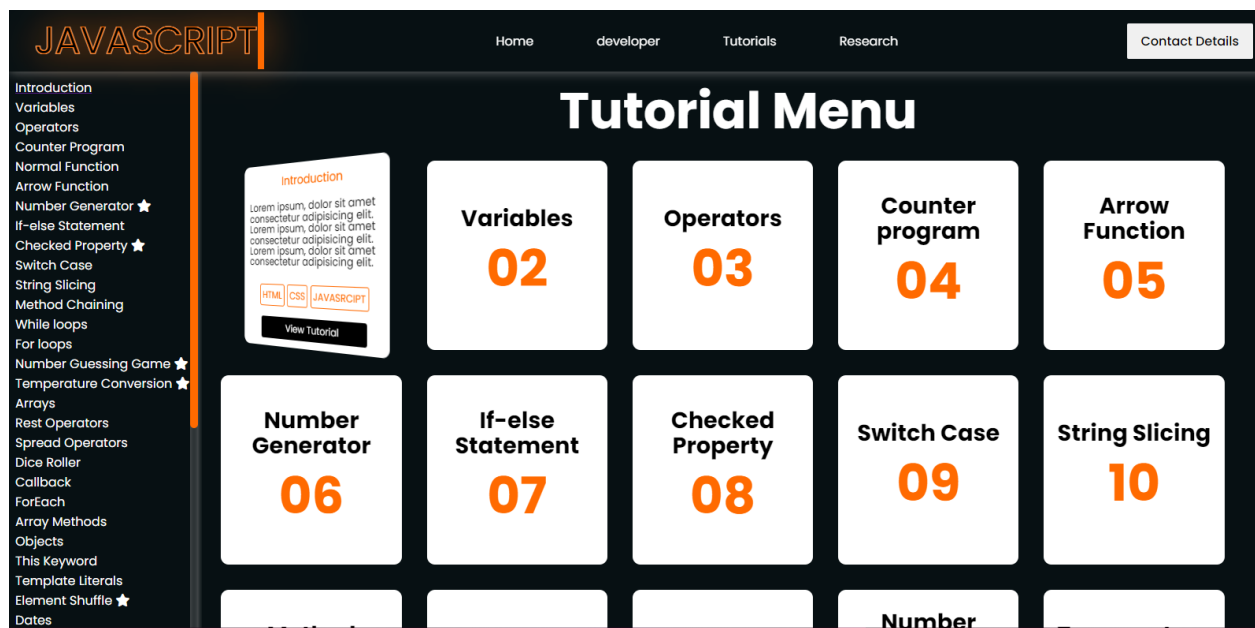 JAVASCRIPT
Home
developer
Tutorials
Research
Contact Details
Introduction
Variables
Operators
Counter Program
Normal Function
Arrow Function
Number Generator
If-else Statement
Checked Property
Switch Case
String Slicing
Method Chaining
While loops
For loops
Number Guessing Game
Temperature Conversion
Arrays
Rest Operators
Spread Operators
Dice Roller
Callback
ForEach
Array Methods
Objects
This Keyword
Template Literals
Element Shuffle
Dates
Tutorial Menu
Introduction
Lorem ipsum, dolor sit amet
consectetur adipisicing elit.
Lorem ipsum, dolor sit amet
consectetur adipisicing elit.
Lorem ipsum, dolor sit amet
consectetur adipisicing elit.
HTML CSS JAVASRCIPT
View Tutorial
Variables
02
Operators
03
Counter
program
04
Arrow
Function
05
Number
Generator
06
If-else
Statement
07
Checked
Property
08
Switch Case
09
String Slicing
10
Number